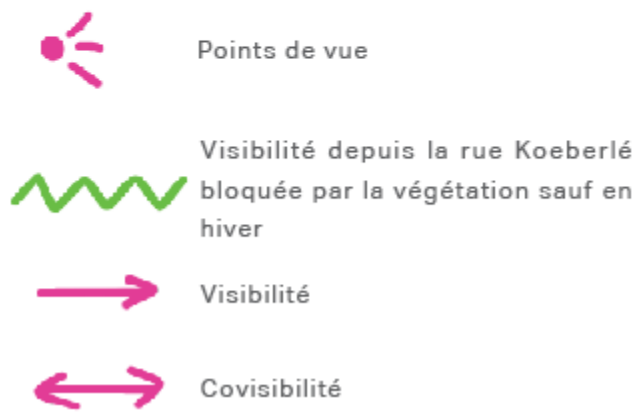 Points de vue
Visibilité depuis la rue Koeberlé
bloquée par la végétation sauf en
hiver
Visibilité
Covisibilité